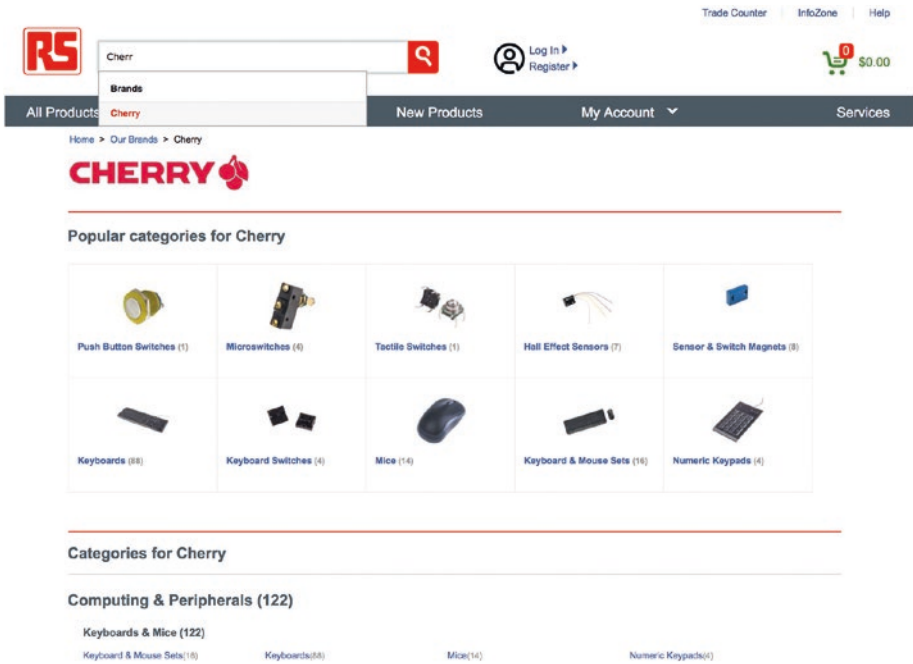 Trade Counter InfoZone Help
RS
Cherr
Log In
Register
0
$0.00
Brands
Cherry
All Products New Products My Account Services
Home > Our Brands > Cherry
CHERRY
Popular categories for Cherry
Push Button Switches (1) Microswitches (4) Tactile Switches (1) Hall Effect Sensors (7) Sensor & Switch Magnets (8)
Keyboards (88) Keyboard Switches (4) Mice (14) Keyboard & Mouse Sets (16) Numeric Keypads (4)
Categories for Cherry
Computing & Peripherals (122)
Keyboards & Mice (122)
Keyboard & Mouse Sets(16) Keyboards(88) Mice(14) Numeric Keypads(4)